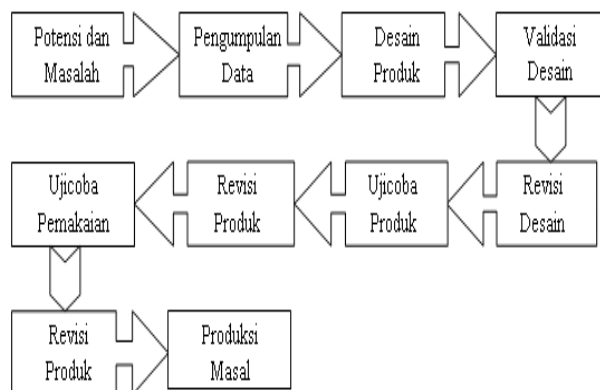 Potensi dan
Masalah
Pengumpulan
Data
Desain
Produk
Validasi
Desain
Revisi
Desain
Ujicoba
Produk
Revisi
Produk
Ujicoba
Pemakaian
Revisi
Produk
Produksi
Masal